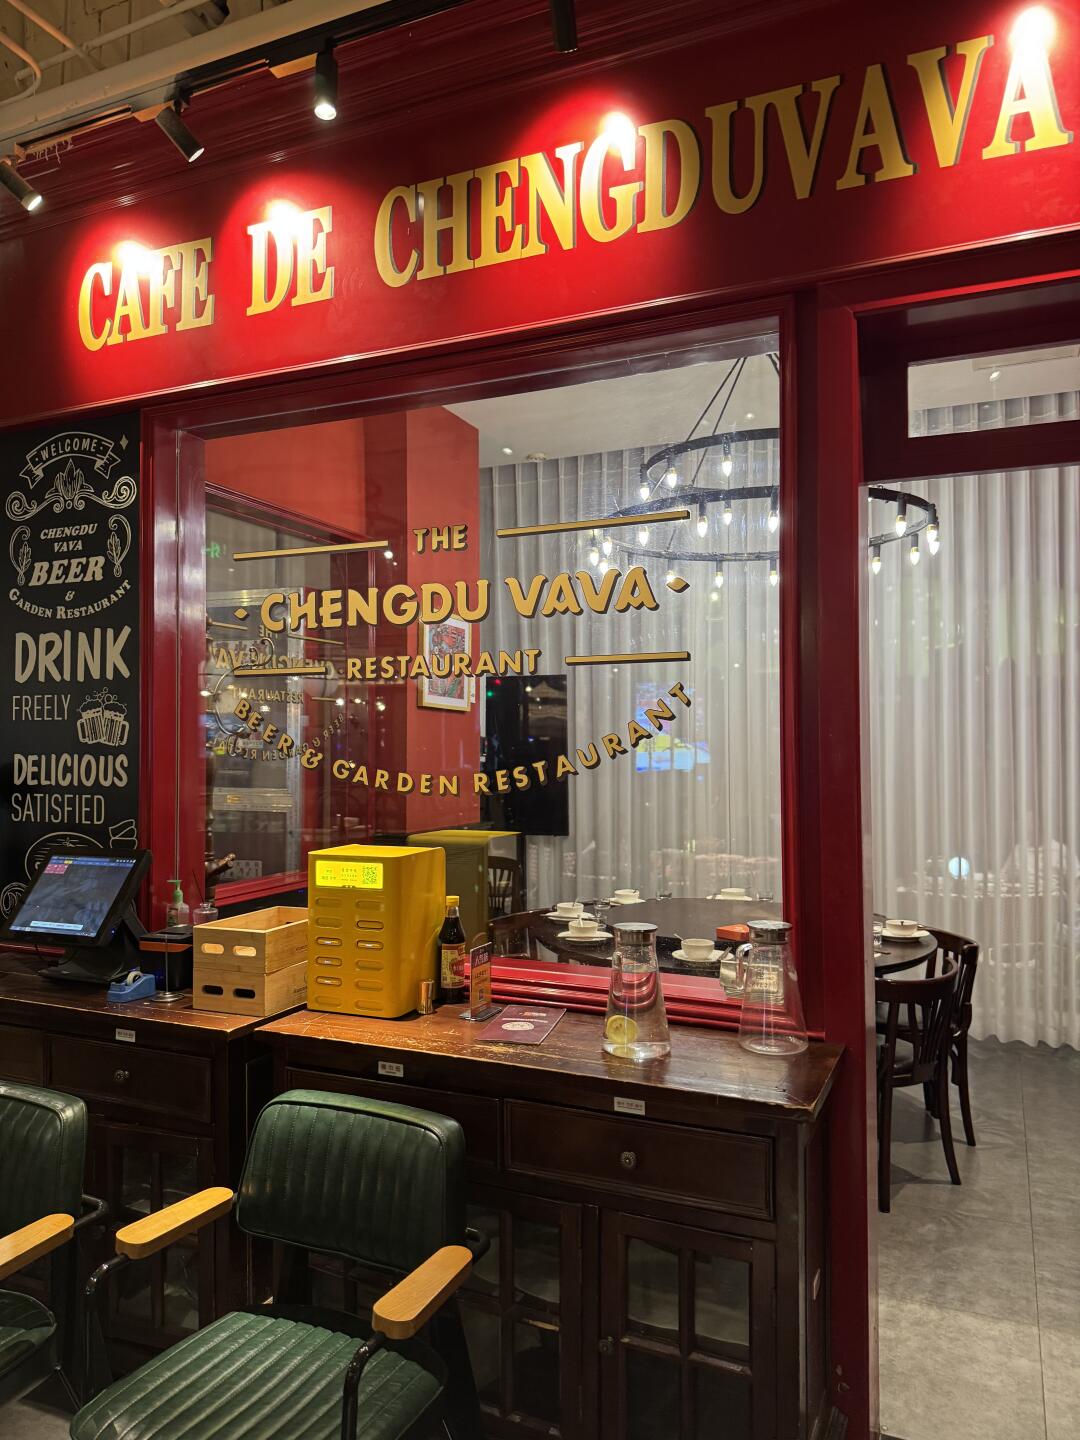 CAFE DE CHENGDUVAVA
WELCOME
CHENGDU
VAVA
BEER
&
GARDEN RESTAURANT
DRINK
FREELY
DELICIOUS
SATISFIED
THE
CHENGDU VAVA
RESTAURANT
BEER & GARDEN RESTAURANT